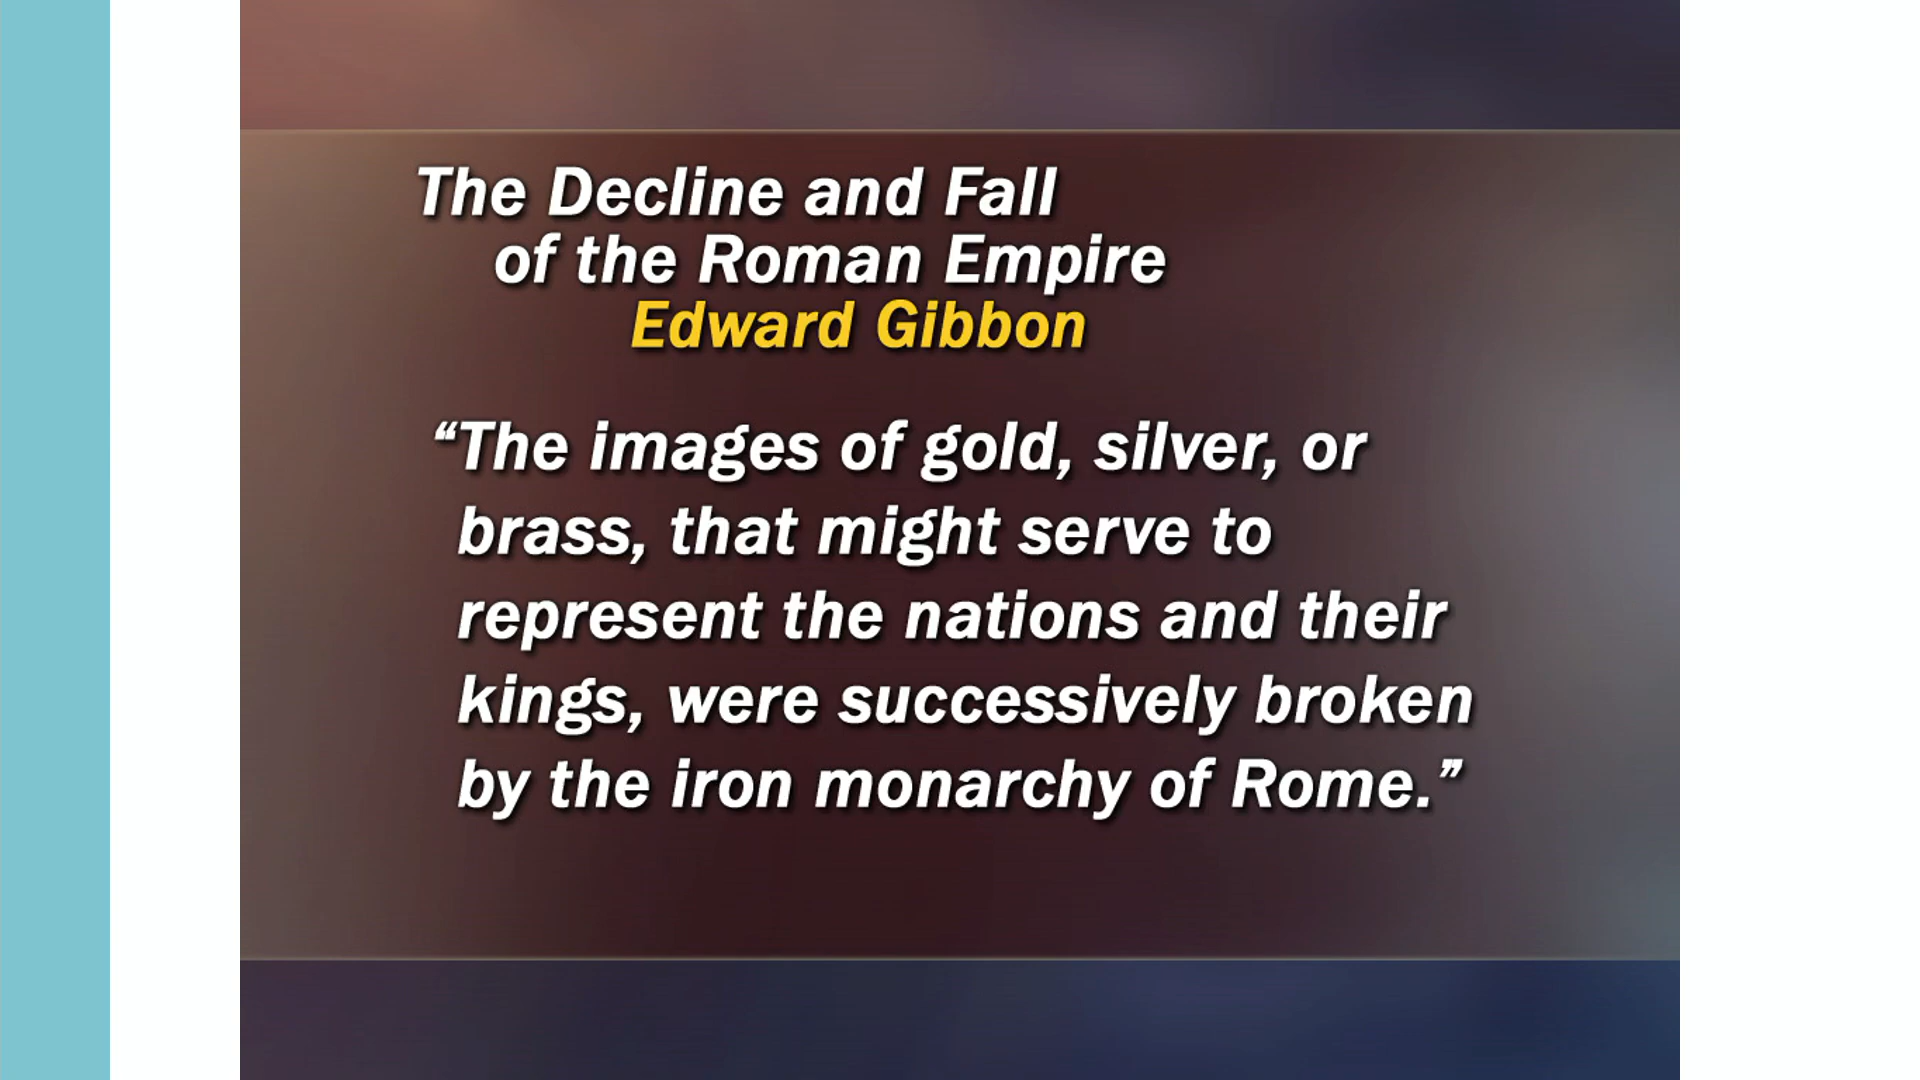 The Decline and Fall
of the Roman Empire
Edward Gibbon
“The images of gold, silver, or
brass, that might serve to
represent the nations and their
kings, were successively broken
by the iron monarchy of Rome.”